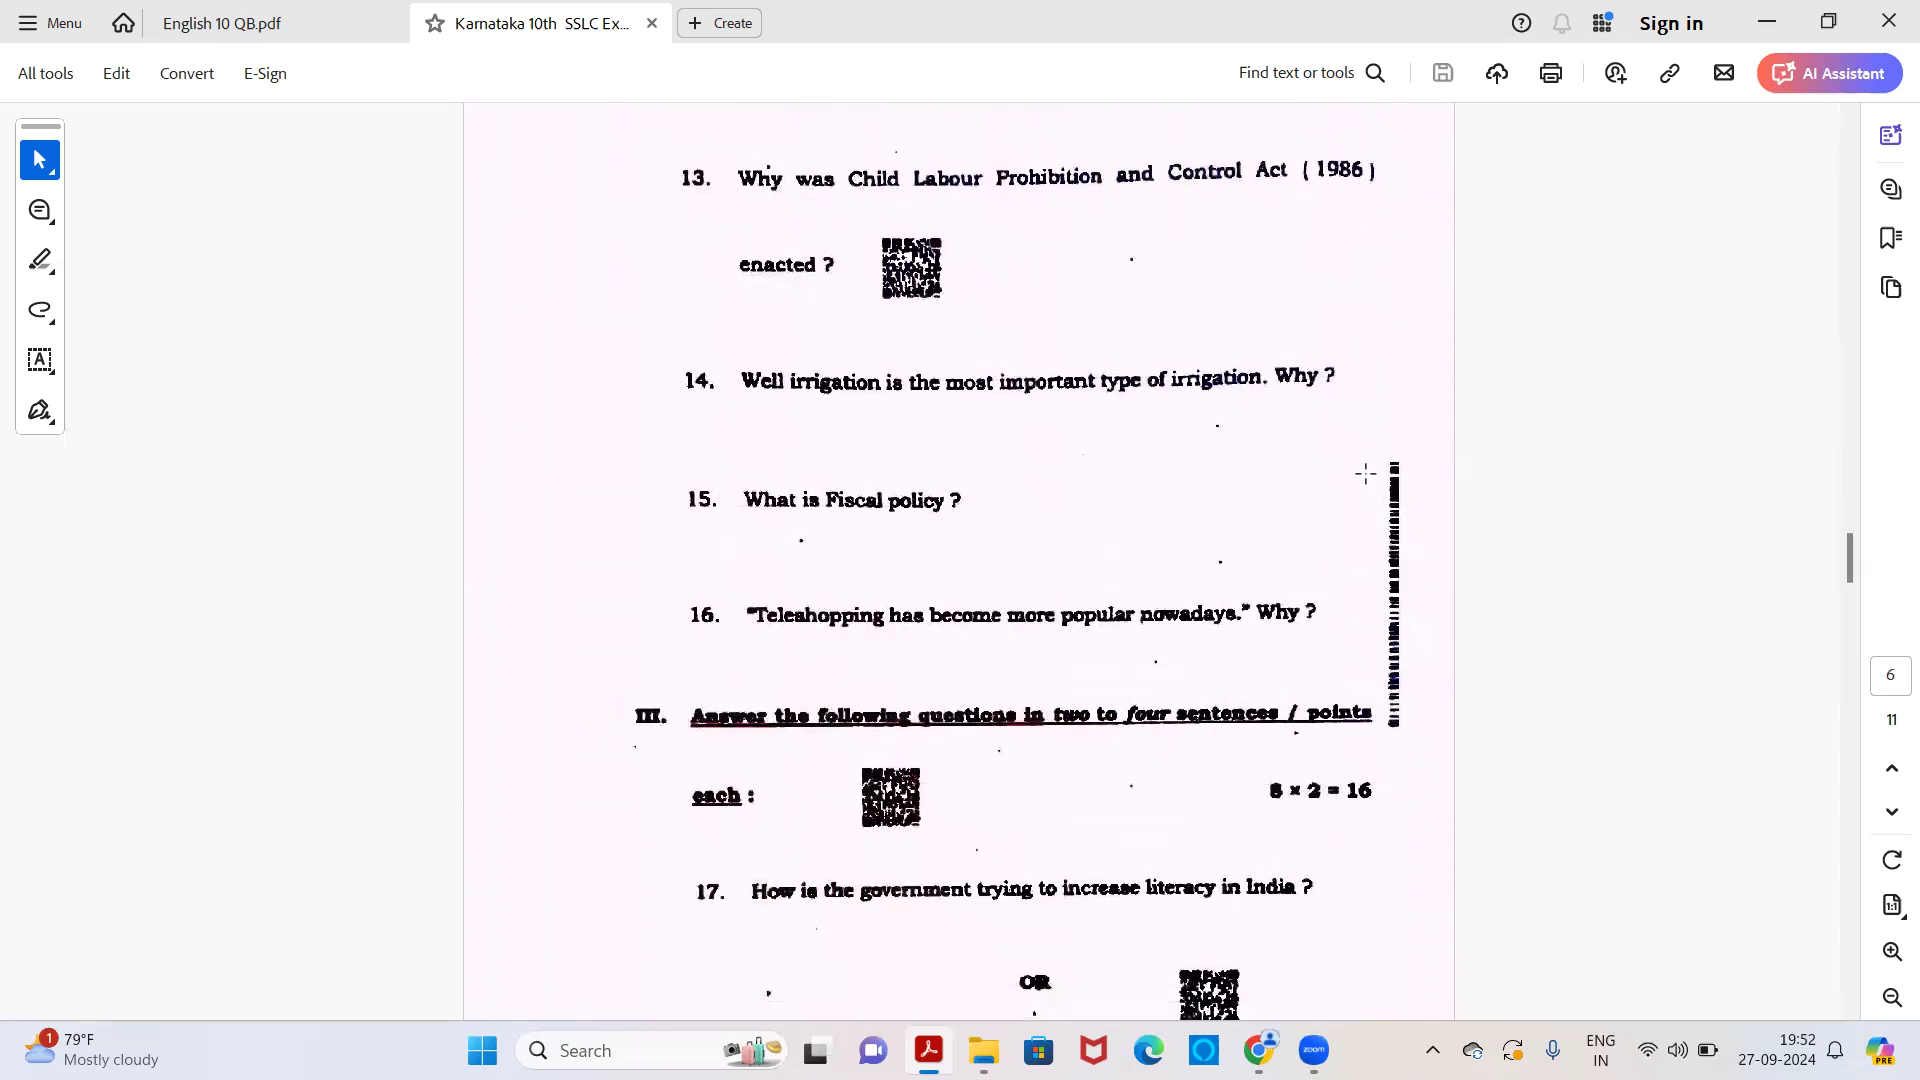 Menu
English 10 QB.pdf
Karnataka 10th SSLC Ex...
Create
Sign in
All tools
Edit
Convert
E-Sign
Find text or tools
AI Assistant
13. Why was Child Labour Prohibition and Control Act ( 1986 )
enacted ?
14. Well irrigation is the most important type of irrigation. Why ?
15. What is Fiscal policy ?
16. "Teleshopping has become more popular nowadays." Why ?
III. Answer the following questions in two to four sentences / points
each :
8 × 2 = 16
17. How is the government trying to increase literacy in India ?
OR
6
11
1
79°F
Mostly cloudy
Search
zoom
ENG
IN
19:52
27-09-2024
PRE